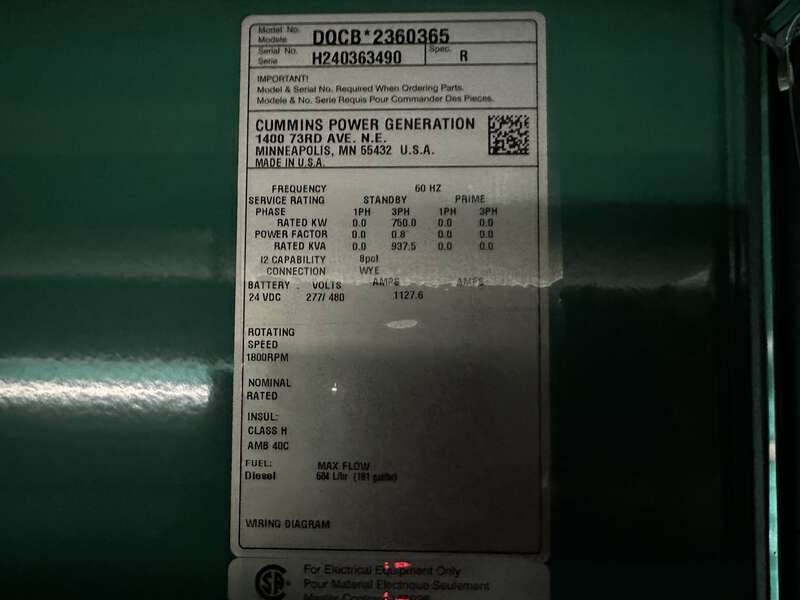 Model No. DQCB*2360365
Modele
Serial No. H240363490 Spec. R
Serie
IMPORTANT!
Model & Serial No. Required When Ordering Parts.
Modele & No. Serie Requis Pour Commander Des Pieces.
CUMMINS POWER GENERATION
1400 73RD AVE. N.E.
MINNEAPOLIS, MN 55432 U.S.A.
MADE IN U.S.A.
FREQUENCY 60 HZ
SERVICE RATING STANDBY PRIME
PHASE 1PH 3PH 1PH 3PH
RATED KW 0.0 750.0 0.0 0.0
POWER FACTOR 0.0 0.8 0.0 0.0
RATED KVA 0.0 937.5 0.0 0.0
I2 CAPABILITY 8pol
CONNECTION WYE
BATTERY VOLTS AMPS AMPS
24 VDC 277/ 480 1127.6
ROTATING
SPEED
1800RPM
NOMINAL
RATED
INSUL:
CLASS H
AMB 40C
FUEL: MAX FLOW
Diesel
WIRING DIAGRAM
For Electrical Equipment Only
Pour Material Electrique Seulement